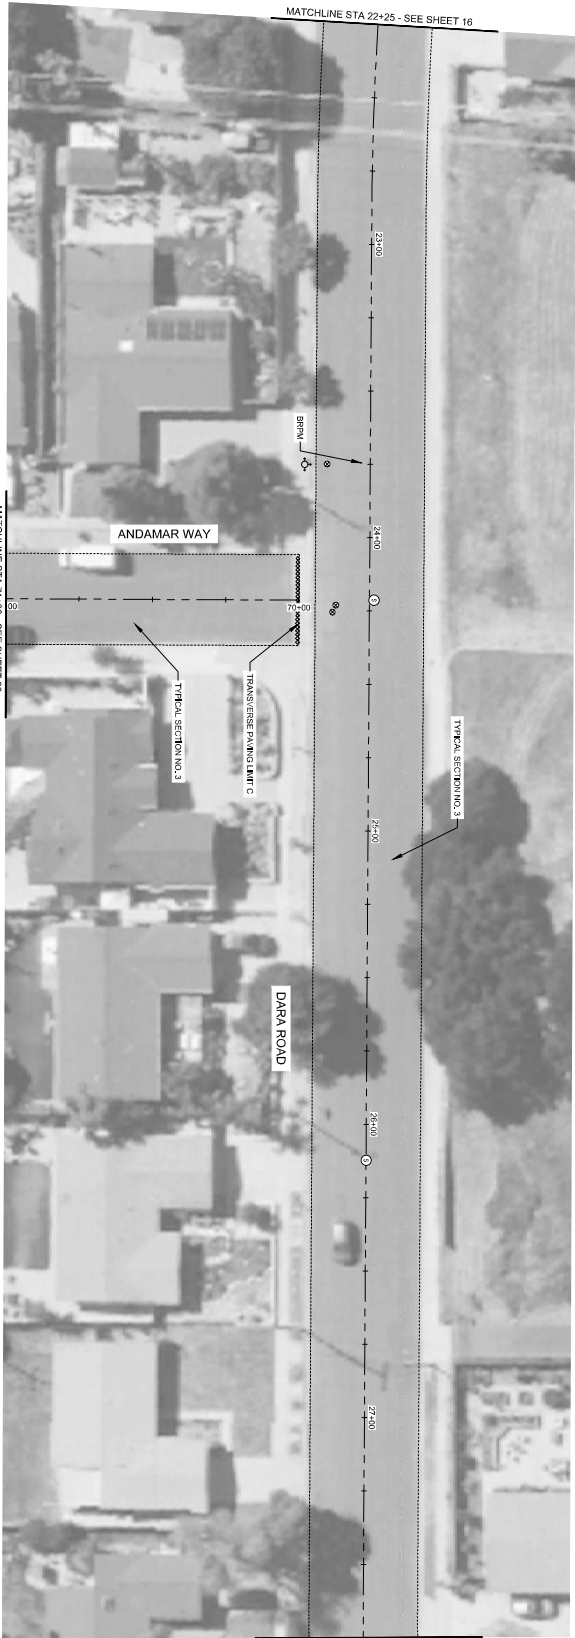 MATCHLINE STA 22+25 - SEE SHEET 16
23+00
BRPM
24+00
ANDAMAR WAY
S
70+00
00
TYPICAL SECTION NO. 3
TRANSVERSE PAVING LIMIT C
TYPICAL SECTION NO. 3
25+00
DARA ROAD
26+00
S
27+00